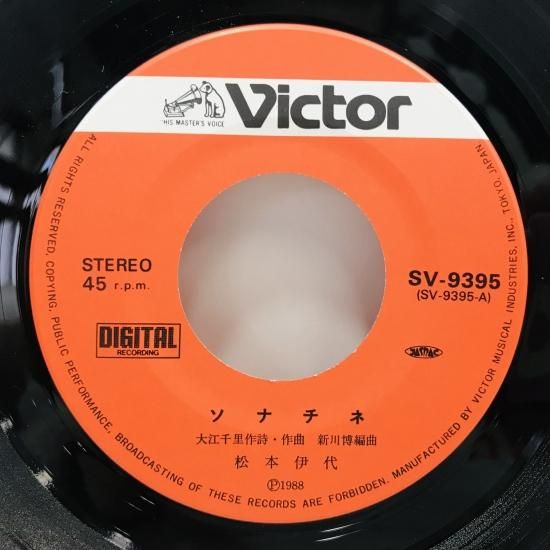 "HIS MASTER'S VOICE"
Victor
STEREO
45 r.p.m.
SV-9395
(SV-9395-A)
DIGITAL
RECORDING
JASRAC
ソナチネ
大江千里作詩・作曲 新川博編曲
松本伊代
Ⓟ1988
ALL RIGHTS RESERVED, COPYING, PUBLIC PERFORMANCE, BROADCASTING OF THESE RECORDS ARE FORBIDDEN. MANUFACTURED BY VICTOR MUSICAL INDUSTRIES, INC., TOKYO, JAPAN